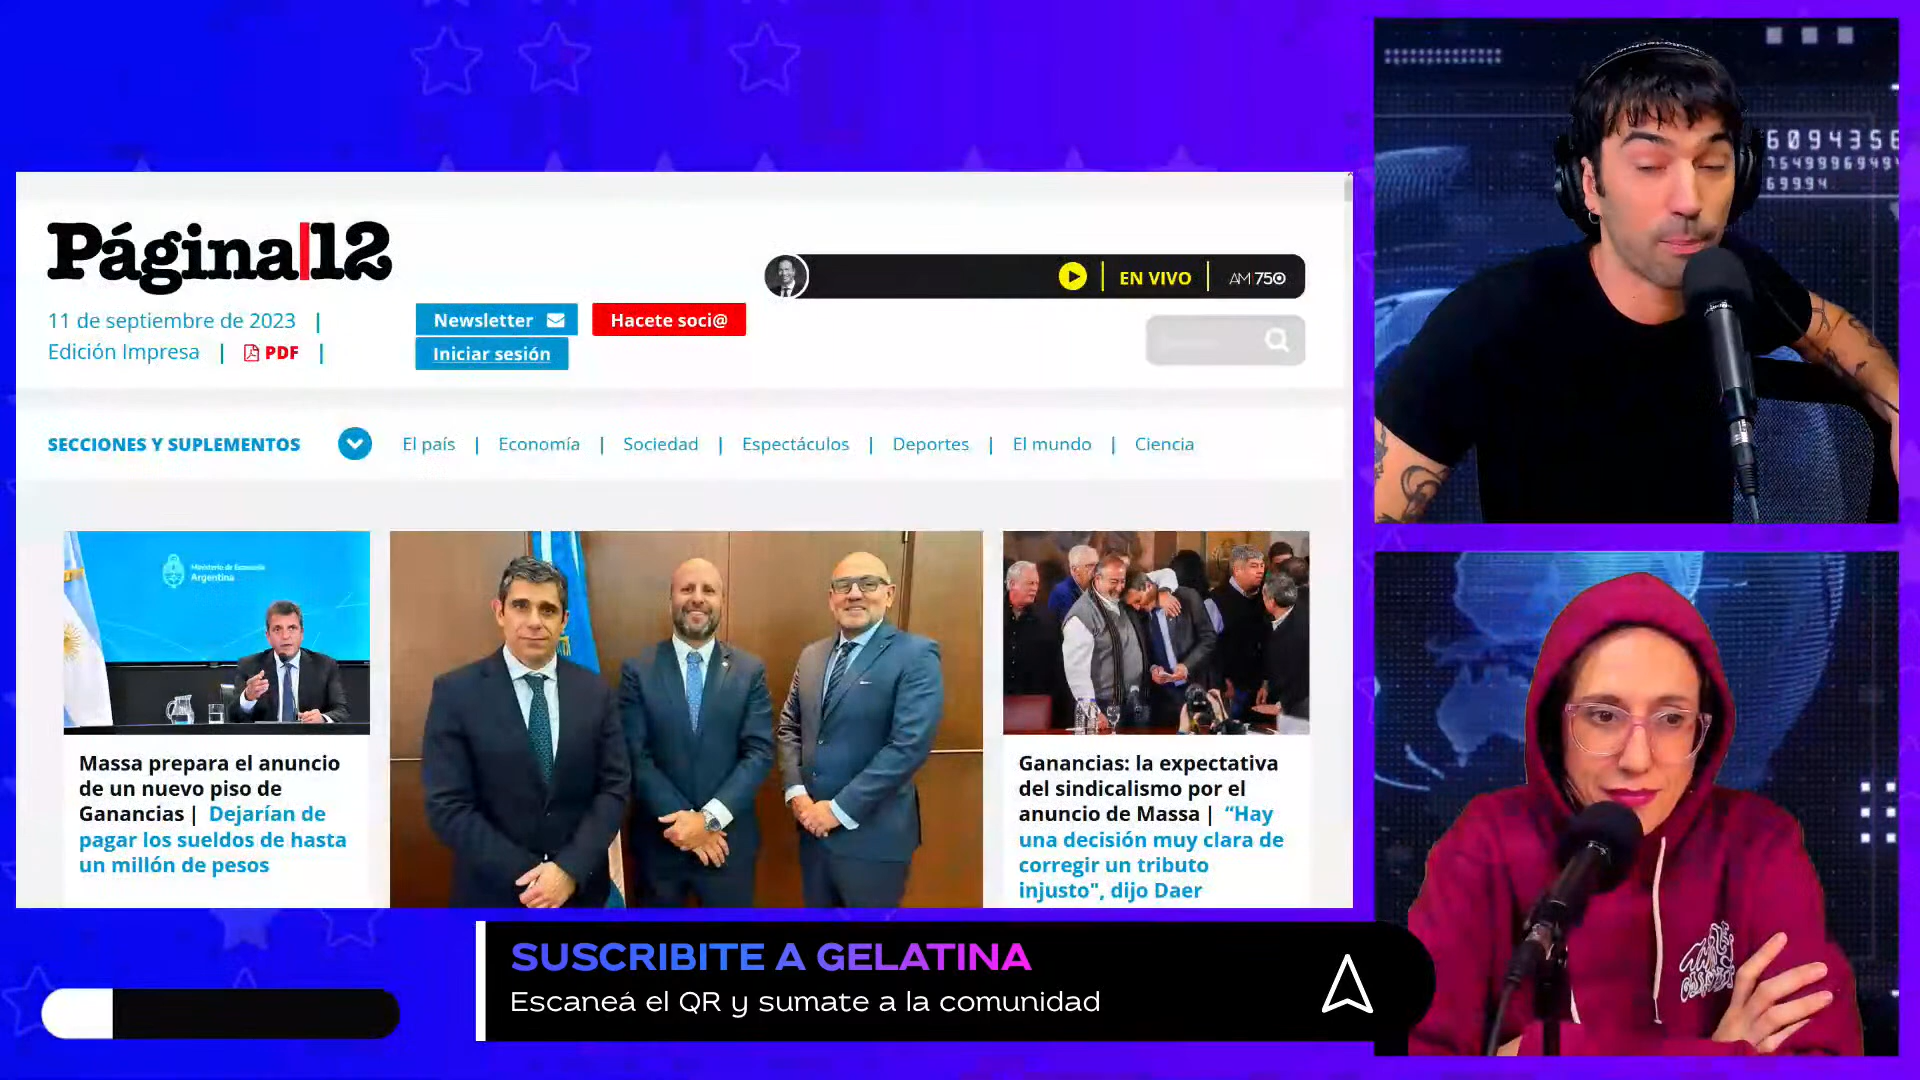 Página|12
EN VIVO
AM 750
11 de septiembre de 2023 |
Newsletter
Hacete soci@
Edición Impresa | PDF |
Iniciar sesión
SECCIONES Y SUPLEMENTOS
El país | Economía | Sociedad | Espectáculos | Deportes | El mundo | Ciencia
Ministerio de Economía
Argentina
Massa prepara el anuncio
de un nuevo piso de
Ganancias | Dejarían de
pagar los sueldos de hasta
un millón de pesos
Ganancias: la expectativa
del sindicalismo por el
anuncio de Massa | “Hay
una decisión muy clara de
corregir un tributo
injusto", dijo Daer
SUSCRIBITE A GELATINA
Escaneá el QR y sumate a la comunidad
6094356
69994